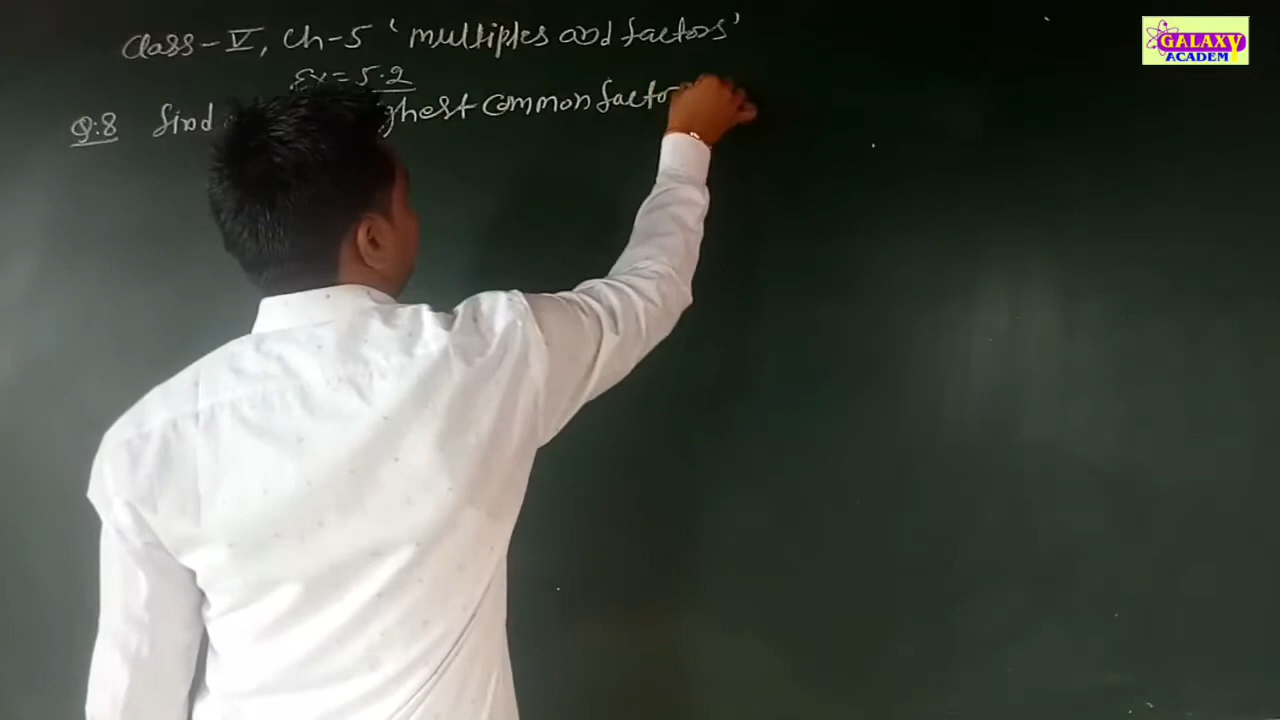 Class-V, Ch-5 'multiples and factors'
Ex = 5.2
Q:8 find ghest common facto
GALAXY
ACADEM